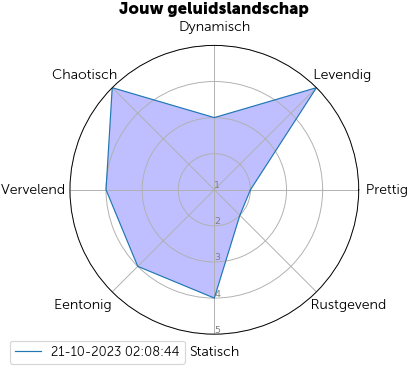 Jouw geluidslandschap
Dynamisch
Chaotisch
Levendig
Vervelend
1
Prettig
2
3
4
Eentonig
Rustgevend
5
21-10-2023 02:08:44
Statisch